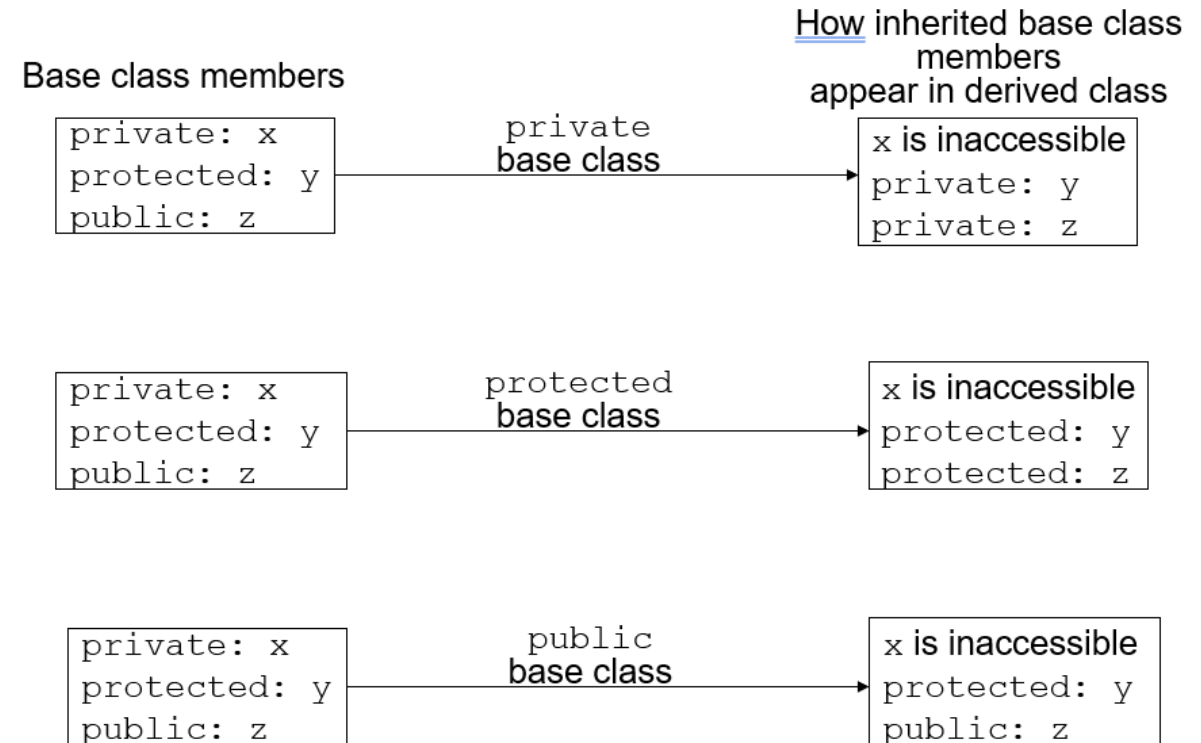 How inherited base class
members
appear in derived class
Base class members
private: x
protected: y
public: z
private
base class
x is inaccessible
private: y
private: z
private: x
protected: y
public: z
protected
base class
x is inaccessible
protected: y
protected: z
private: x
protected: y
public: z
public
base class
x is inaccessible
protected: y
public: z